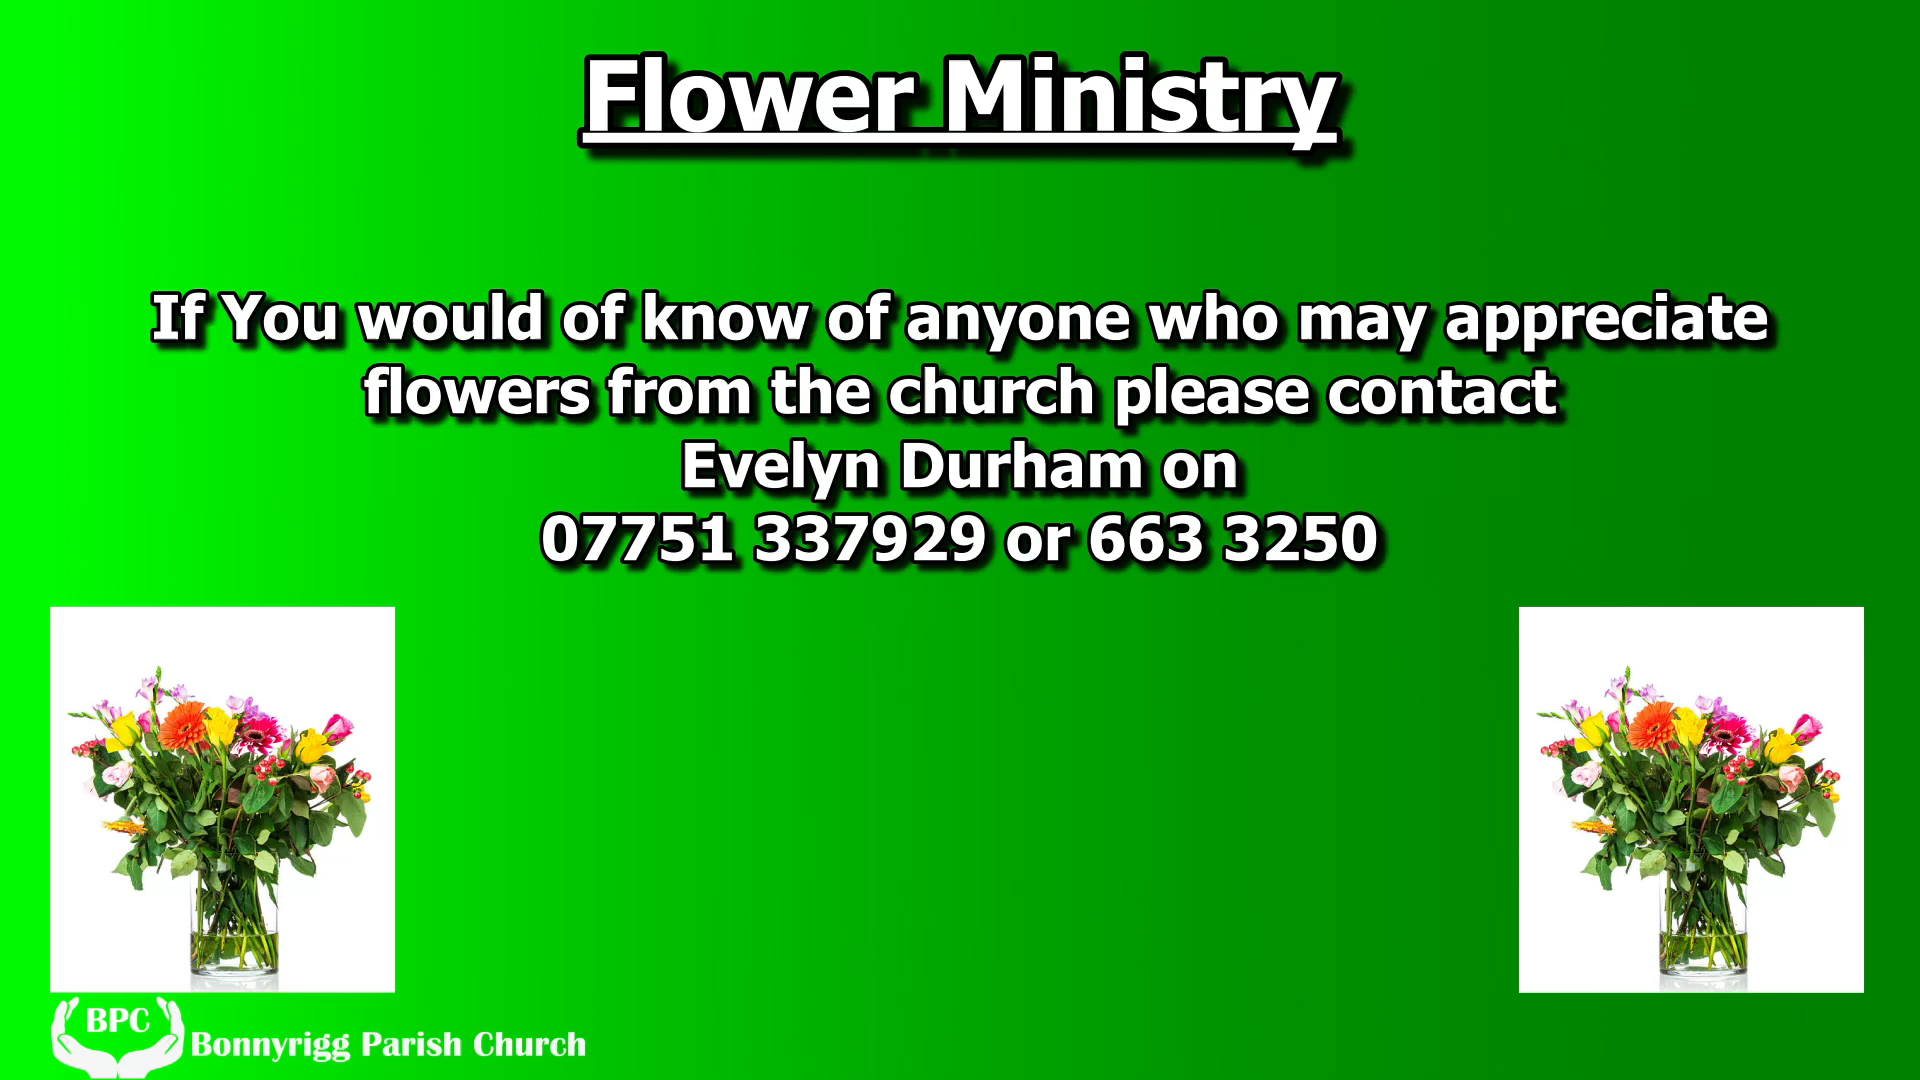 Flower Ministry
If You would of know of anyone who may appreciate
flowers from the church please contact
Evelyn Durham on
07751 337929 or 663 3250
BPC
Bonnyrigg Parish Church